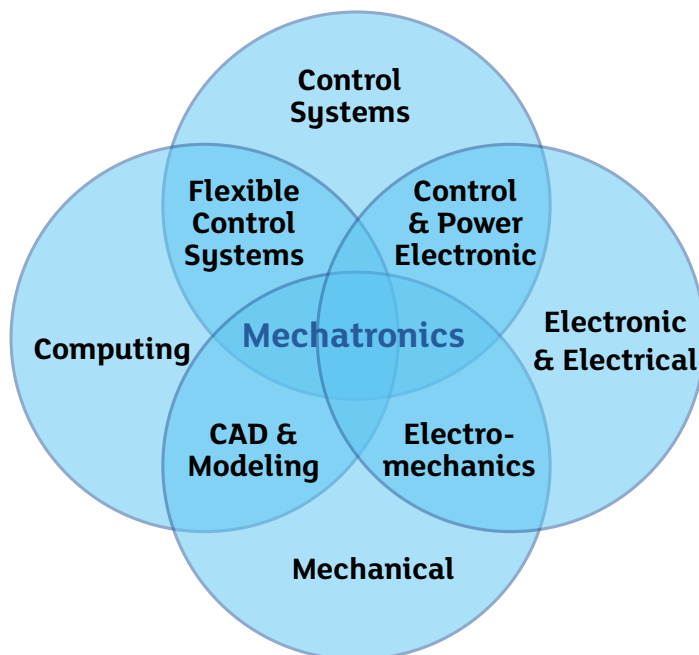 Control
Systems
Flexible
Control
Systems
Control
& Power
Electronic
Computing
Mechatronics
Electronic
& Electrical
CAD &
Modeling
Electro-
mechanics
Mechanical